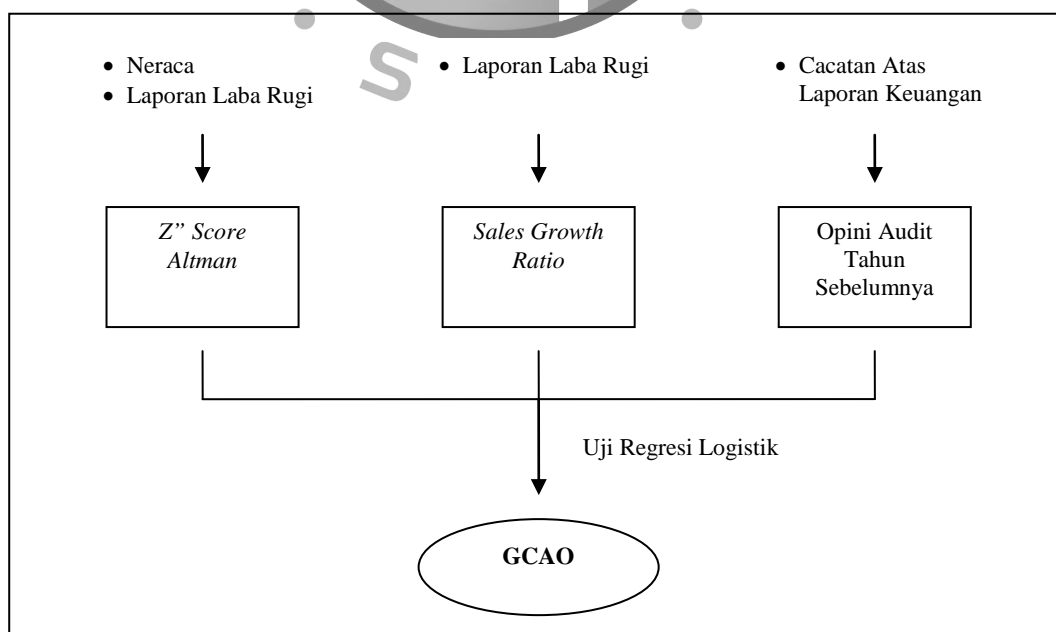 • Neraca
• Laporan Laba Rugi
• Laporan Laba Rugi
• Cacatan Atas
Laporan Keuangan
Z” Score
Altman
Sales Growth
Ratio
Opini Audit
Tahun
Sebelumnya
Uji Regresi Logistik
GCAO
S